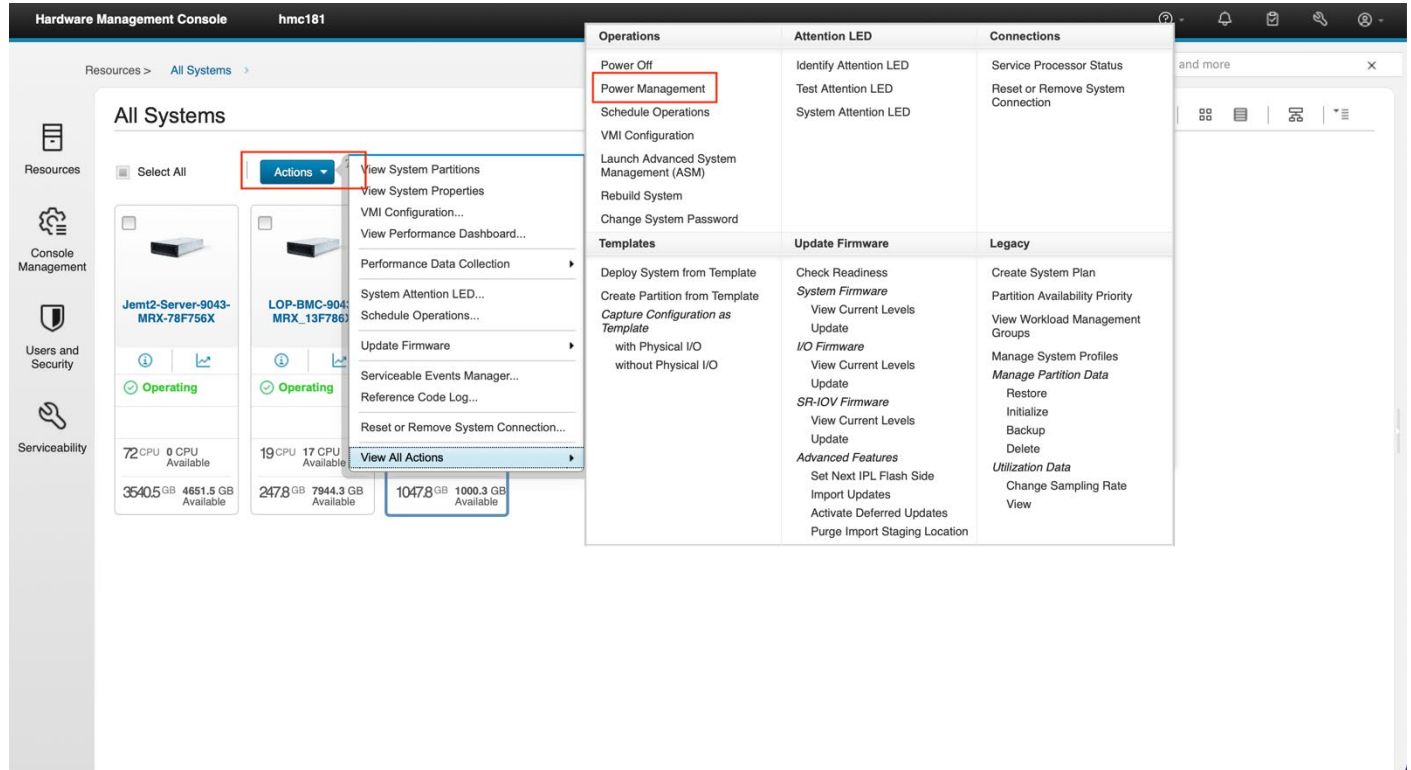 Hardware Management Console hmc181
Resources > All Systems
and more
All Systems
Resources
Console
Management
Users and
Security
Serviceability
Select All
Actions
Jemt2-Server-9043-
MRX-78F756X
Operating
72 CPU 0 CPU
Available
3540.5 GB 4651.5 GB
Available
LOP-BMC-904
MRX_13F786
Operating
19 CPU 17 CPU
Available
247.8 GB 7944.3 GB
Available
1047.8 GB 1000.3 GB
Available
View System Partitions
View System Properties
VMI Configuration...
View Performance Dashboard...
Performance Data Collection
System Attention LED...
Schedule Operations...
Update Firmware
Serviceable Events Manager...
Reference Code Log...
Reset or Remove System Connection...
View All Actions
Operations
Power Off
Power Management
Schedule Operations
VMI Configuration
Launch Advanced System
Management (ASM)
Rebuild System
Change System Password
Attention LED
Identify Attention LED
Test Attention LED
System Attention LED
Connections
Service Processor Status
Reset or Remove System
Connection
Templates
Deploy System from Template
Create Partition from Template
Capture Configuration as
Template
with Physical I/O
without Physical I/O
Update Firmware
Check Readiness
System Firmware
View Current Levels
Update
I/O Firmware
View Current Levels
Update
SR-IOV Firmware
View Current Levels
Update
Advanced Features
Set Next IPL Flash Side
Import Updates
Activate Deferred Updates
Purge Import Staging Location
Legacy
Create System Plan
Partition Availability Priority
View Workload Management
Groups
Manage System Profiles
Manage Partition Data
Restore
Initialize
Backup
Delete
Utilization Data
Change Sampling Rate
View